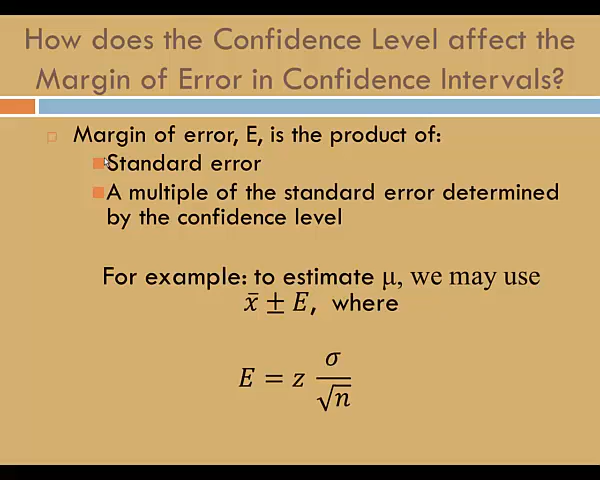 How does the Confidence Level affect the
Margin of Error in Confidence Intervals?
Margin of error, E, is the product of:
Standard error
A multiple of the standard error determined
by the confidence level
For example: to estimate μ, we may use
x̄ ± E, where
E = z σ/√n